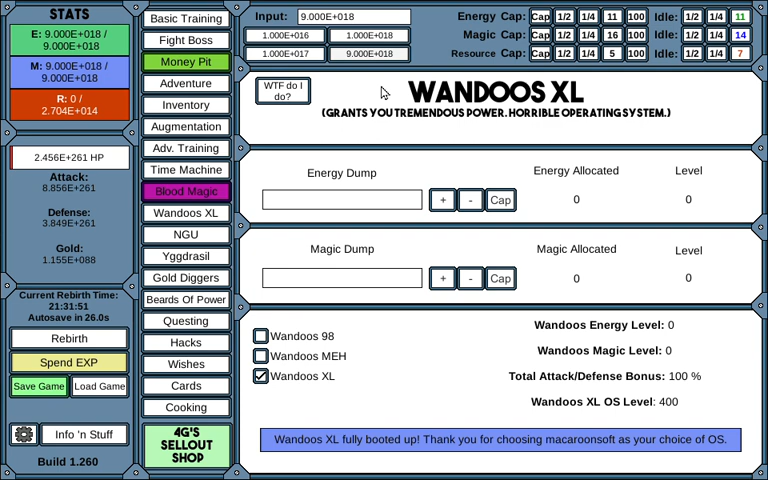 STATS
E: 9.000E+018 /
9.000E+018
M: 9.000E+018 /
9.000E+018
R: 0 /
2.704E+014
2.456E+261 HP
Attack:
8.856E+261
Defense:
3.849E+261
Gold:
1.155E+088
Current Rebirth Time:
21:31:51
Autosave in 26.0s
Rebirth
Spend EXP
Save Game Load Game
Info 'n Stuff
Build 1.260
Basic Training
Fight Boss
Money Pit
Adventure
Inventory
Augmentation
Adv. Training
Time Machine
Blood Magic
Wandoos XL
NGU
Yggdrasil
Gold Diggers
Beards Of Power
Questing
Hacks
Wishes
Cards
Cooking
4G'S
SELLOUT
SHOP
Input: 9.000E+018
1.000E+016 1.000E+018
1.000E+017 9.000E+018
Energy Cap: Cap 1/2 1/4 11 100 Idle: 1/2 1/4 11
Magic Cap: Cap 1/2 1/4 16 100 Idle: 1/2 1/4 14
Resource Cap: Cap 1/2 1/4 5 100 Idle: 1/2 1/4 7
WTF do I
do?
WANDOOS XL
(GRANTS YOU TREMENDOUS POWER. HORRIBLE OPERATING SYSTEM.)
Energy Dump Energy Allocated Level
+ - Cap 0 0
Magic Dump Magic Allocated Level
+ - Cap 0 0
Wandoos 98
Wandoos MEH
Wandoos XL
Wandoos Energy Level: 0
Wandoos Magic Level: 0
Total Attack/Defense Bonus: 100 %
Wandoos XL OS Level: 400
Wandoos XL fully booted up! Thank you for choosing macaroonsoft as your choice of OS.